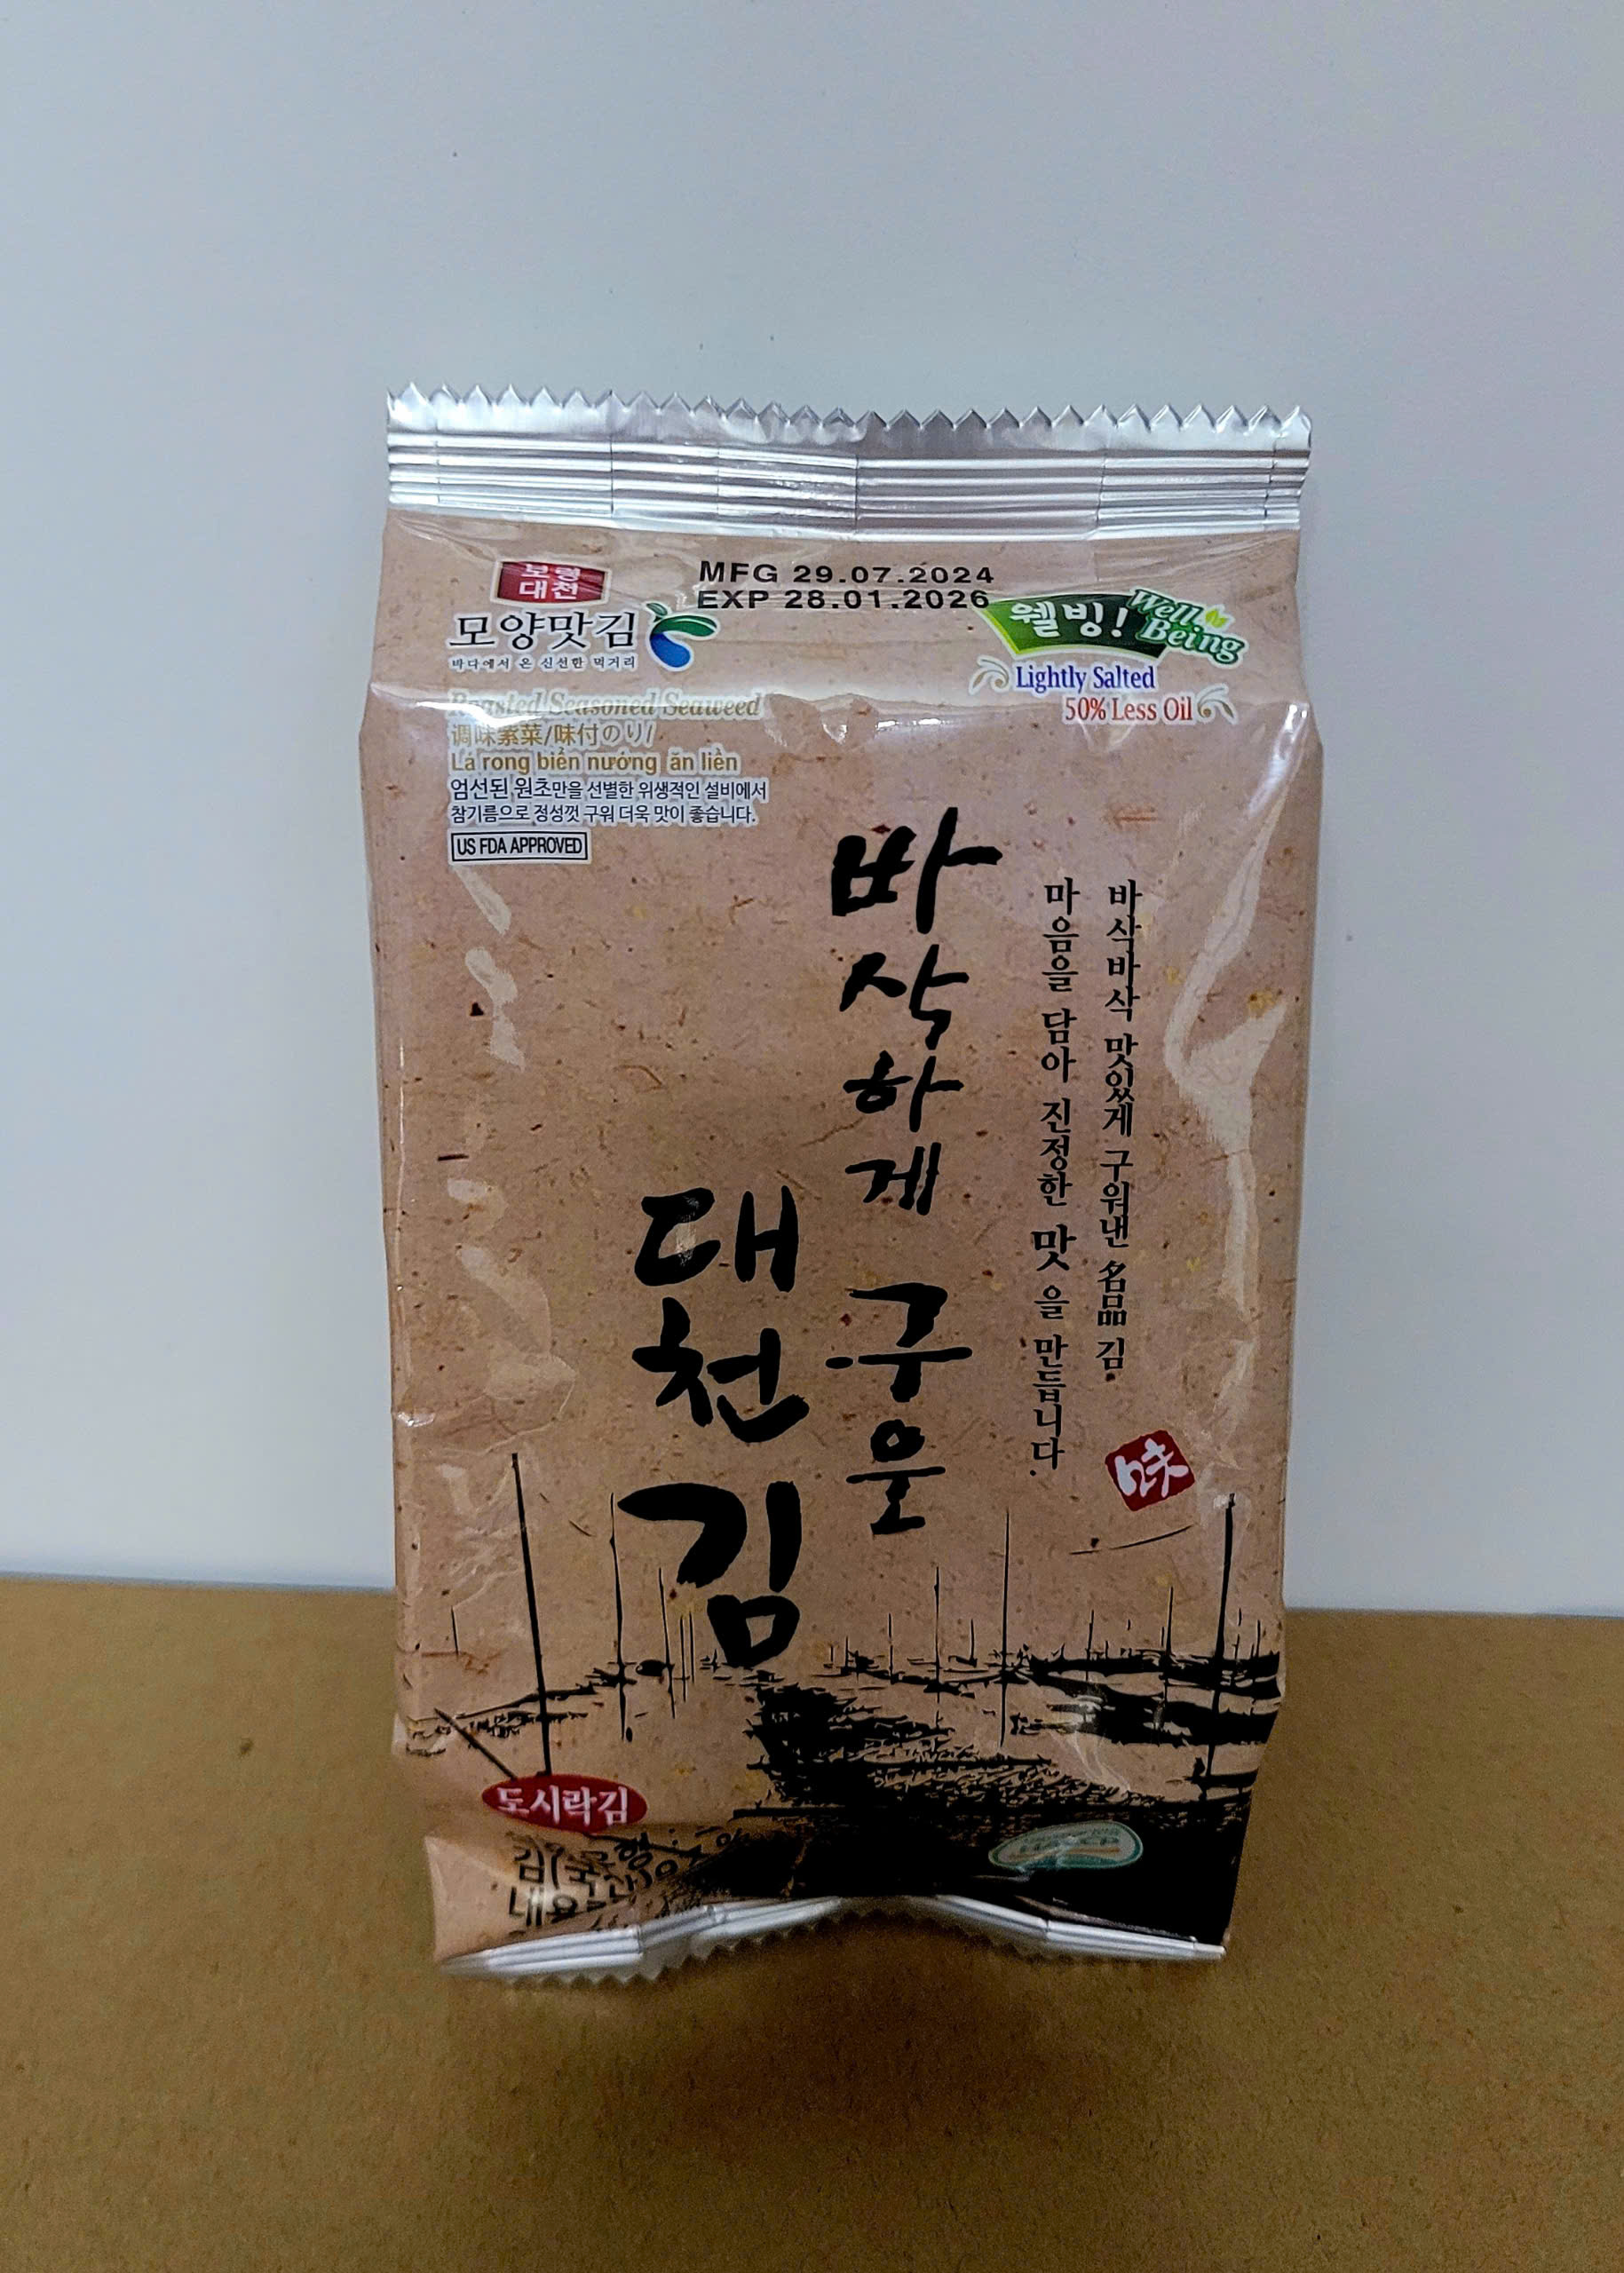 보령
대천
모양맛김
바다에서 온 신선한 먹거리
MFG 29.07.2024
EXP 28.01.2026
웰빙!
Well
Being
Lightly Salted
50% Less Oil
Roasted Seasoned Seaweed
调味紫菜/味付のり/
Lá rong biển nướng ăn liền
엄선된 원초만을 선별한 위생적인 설비에서
참기름으로 정성껏 구워 더욱 맛이 좋습니다.
US FDA APPROVED
바삭바삭 맛있게 구워낸 名品 김
마음을 담아 진정한 맛을 만듭니다.
味
바삭하게 구운
대천김
도시락김
김(국산)